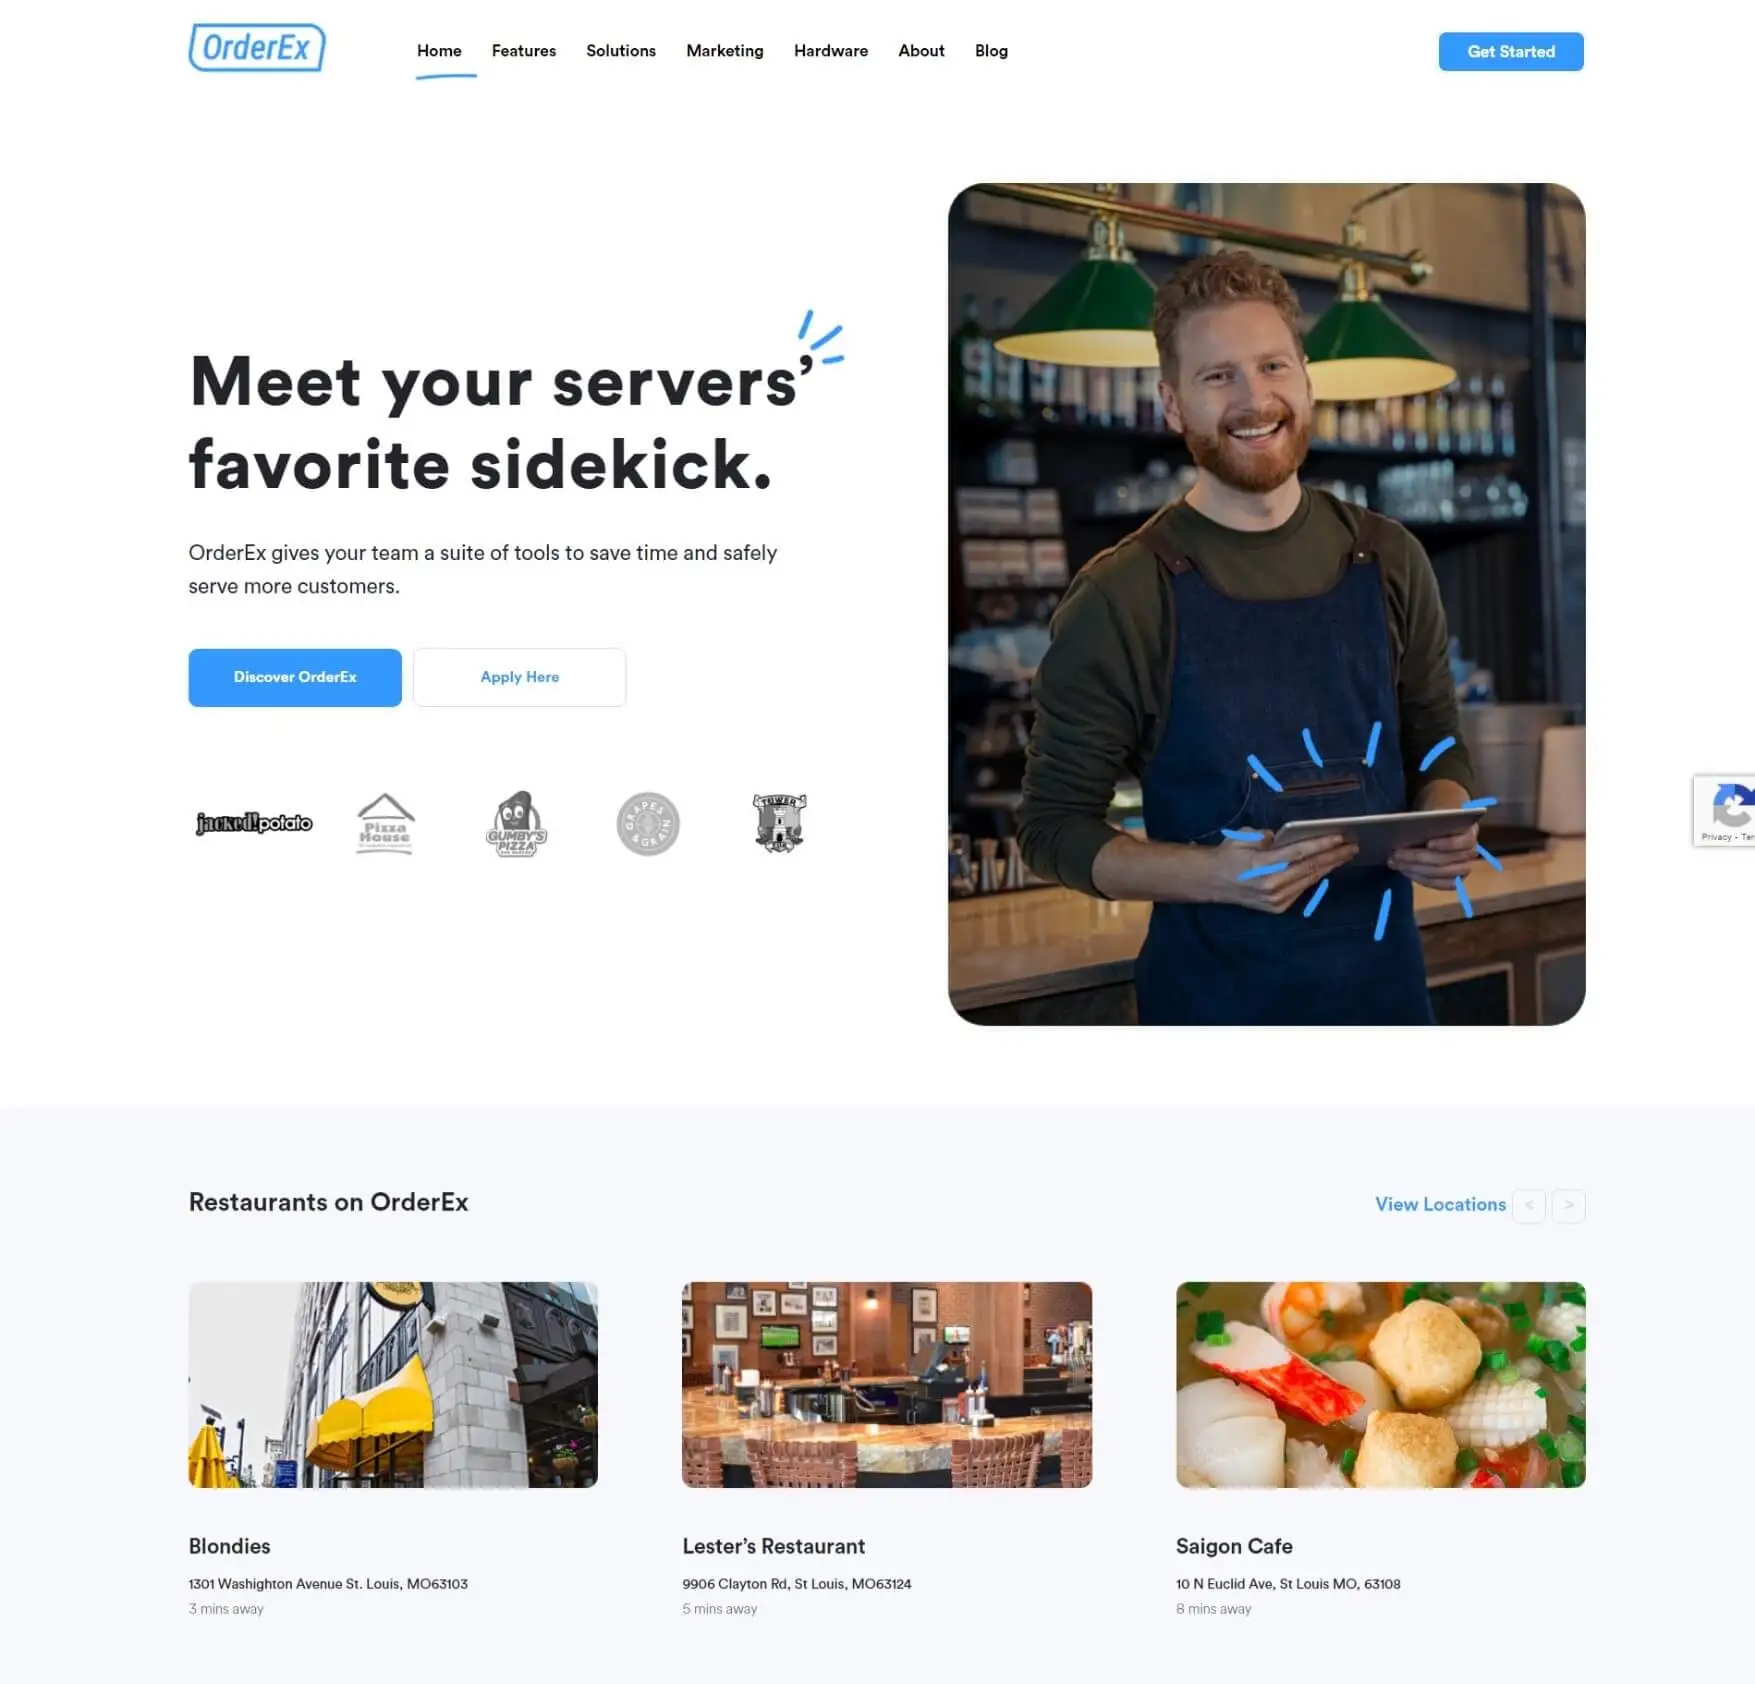 OrderEx
Home Features Solutions Marketing Hardware About Blog
Get Started
Meet your servers’
favorite sidekick.
OrderEx gives your team a suite of tools to save time and safely
serve more customers.
Discover OrderEx
Apply Here
jacked!potato
Pizza
House
GUMBY'S
PIZZA
GRAPES
& GRAIN
TOWER
Privacy - Ter
Restaurants on OrderEx
View Locations < >
Blondies
1301 Washighton Avenue St. Louis, MO63103
3 mins away
Lester’s Restaurant
9906 Clayton Rd, St Louis, MO63124
5 mins away
Saigon Cafe
10 N Euclid Ave, St Louis MO, 63108
8 mins away